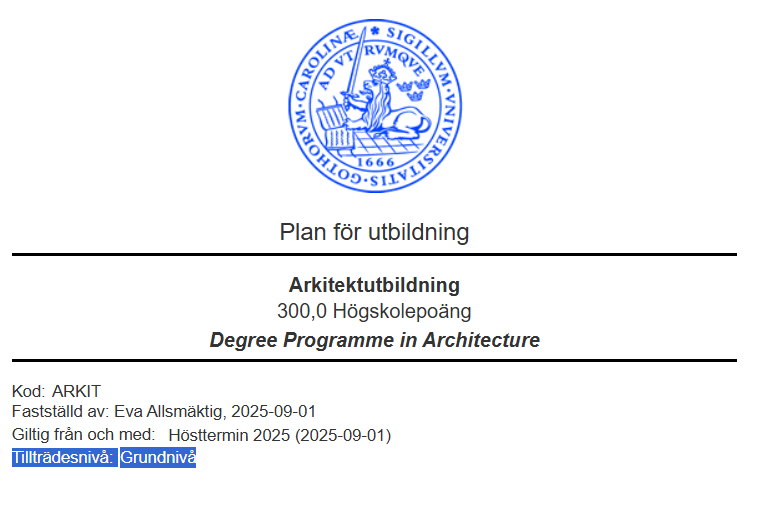 SIGILLVM·VNIVERSITATIS·GOTHORVM·CAROLINÆ
AD VTRVMQVE
1666
Plan för utbildning
Arkitektutbildning
300,0 Högskolepoäng
Degree Programme in Architecture
Kod: ARKIT
Fastställd av: Eva Allsmäktig, 2025-09-01
Giltig från och med: Hösttermin 2025 (2025-09-01)
Tillträdesnivå: Grundnivå